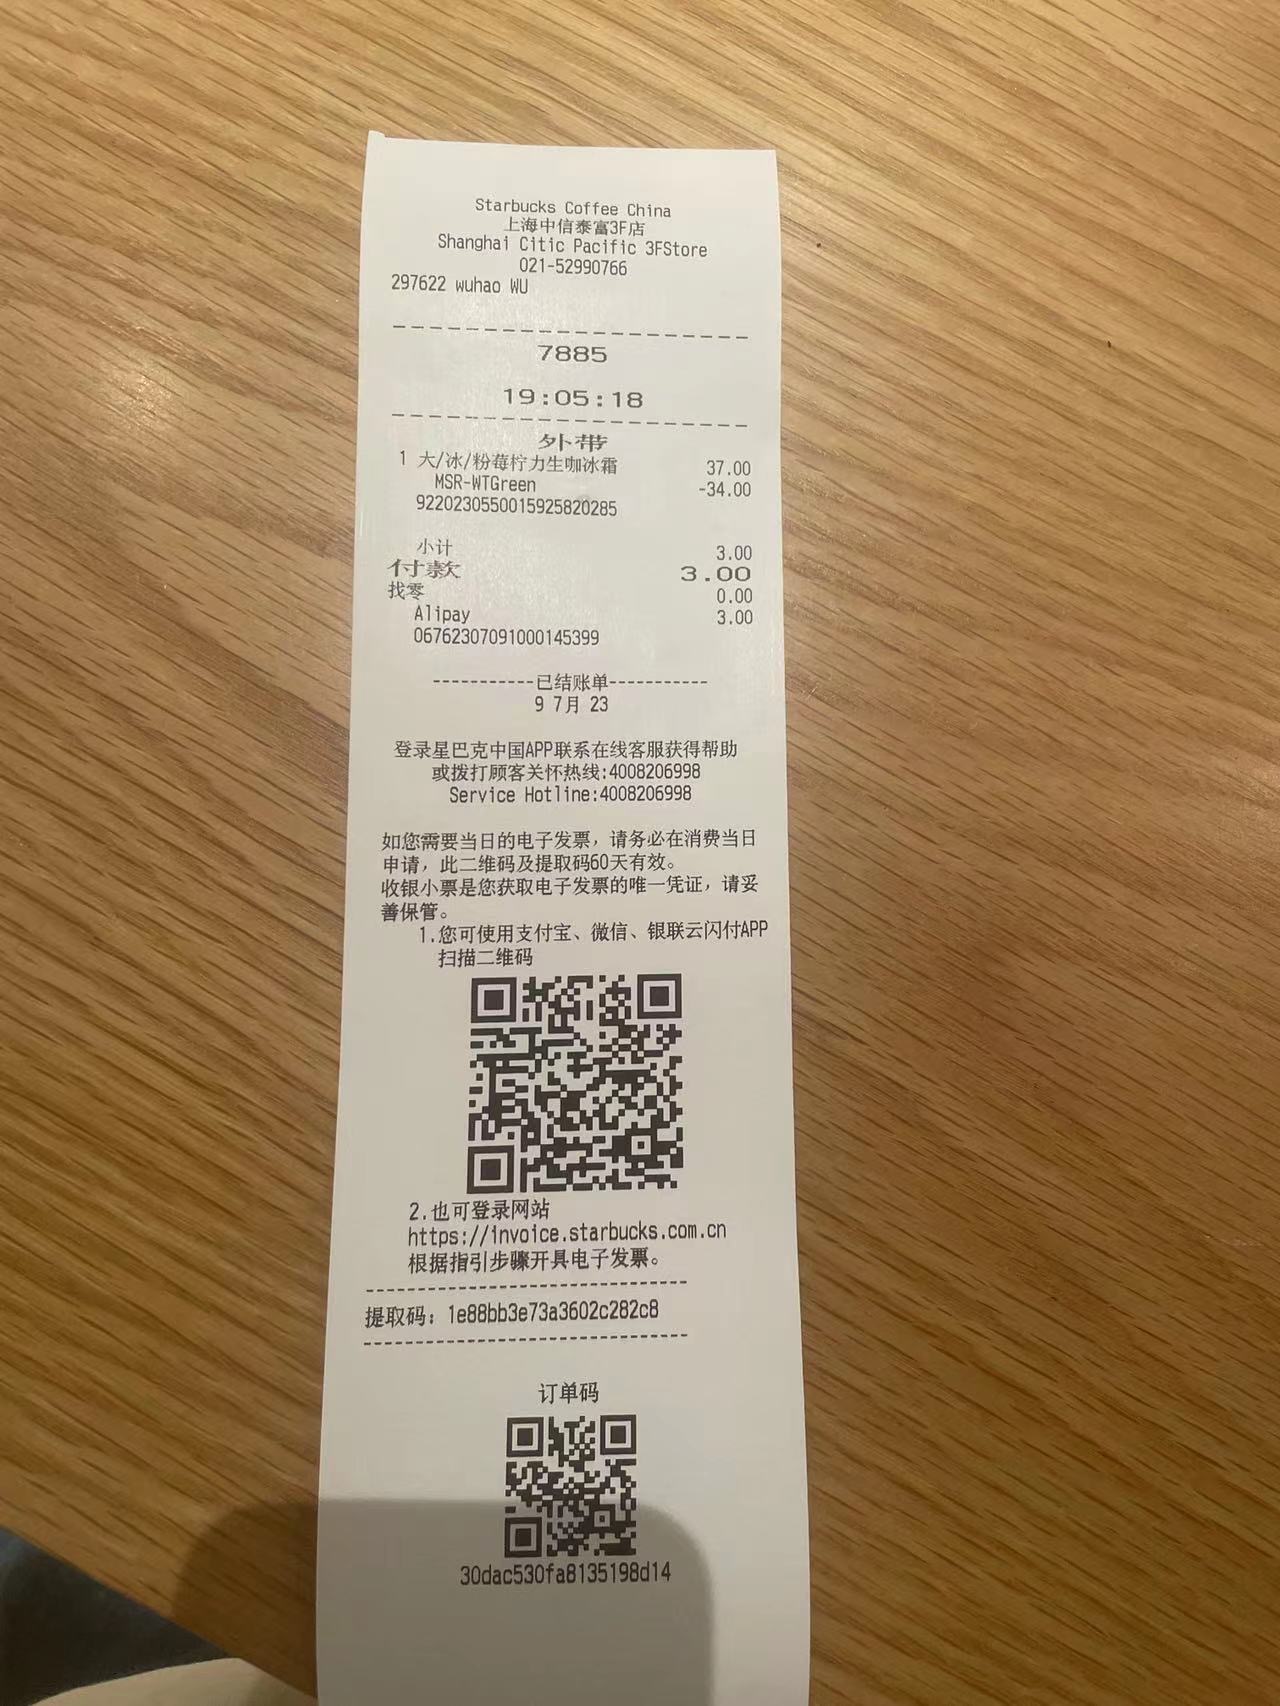 Starbucks Coffee China
上海中信泰富3F店
Shanghai Citic Pacific 3FStore
021-52990766
297622 wuhao WU
7885
19:05:18
外带
1 大/冰/粉莓柠力生咖冰霜 37.00
MSR-WTGreen -34.00
9220230550015925820285
小计 3.00
付款 3.00
找零 0.00
Alipay 3.00
06762307091000145399
-----------已结账单-----------
9 7月 23
登录星巴克中国APP联系在线客服获得帮助
或拨打顾客关怀热线:4008206998
Service Hotline:4008206998
如您需要当日的电子发票，请务必在消费当日
申请，此二维码及提取码60天有效。
收银小票是您获取电子发票的唯一凭证，请妥
善保管。
1.您可使用支付宝、微信、银联云闪付APP
扫描二维码
2.也可登录网站
https://invoice.starbucks.com.cn
根据指引步骤开具电子发票。
提取码: 1e88bb3e73a3602c282c8
订单码
30dac530fa8135198d14